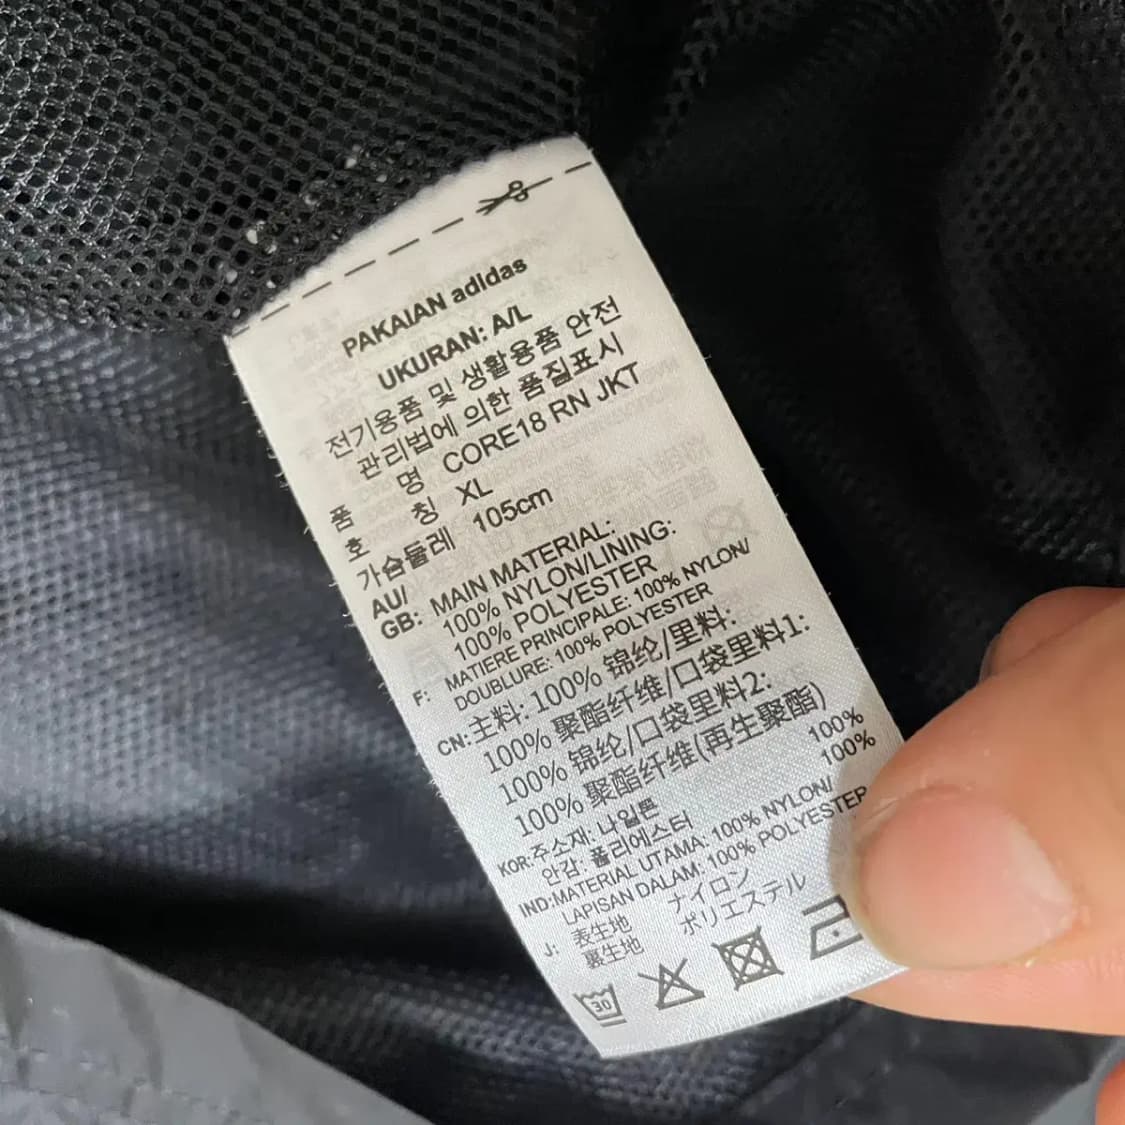 PAKAIAN adidas
UKURAN: A/L
전기용품 및 생활용품 안전
관리법에 의한 품질표시
품 명 CORE18 RN JKT
호 칭 XL
가슴둘레 105cm
AU/
GB: MAIN MATERIAL:
100% NYLON/LINING:
100% POLYESTER
F: MATIERE PRINCIPALE: 100% NYLON/
DOUBLURE: 100% POLYESTER
CN: 主料: 100% 锦纶/里料:
100% 聚酯纤维/口袋里料1:
100% 锦纶/口袋里料2:
100% 聚酯纤维(再生聚酯)
KOR: 주소재: 나일론 100%
안감: 폴리에스터 100%
IND: MATERIAL UTAMA: 100% NYLON/
LAPISAN DALAM: 100% POLYESTER
J: 表生地 ナイロン
裏生地 ポリエステル
30